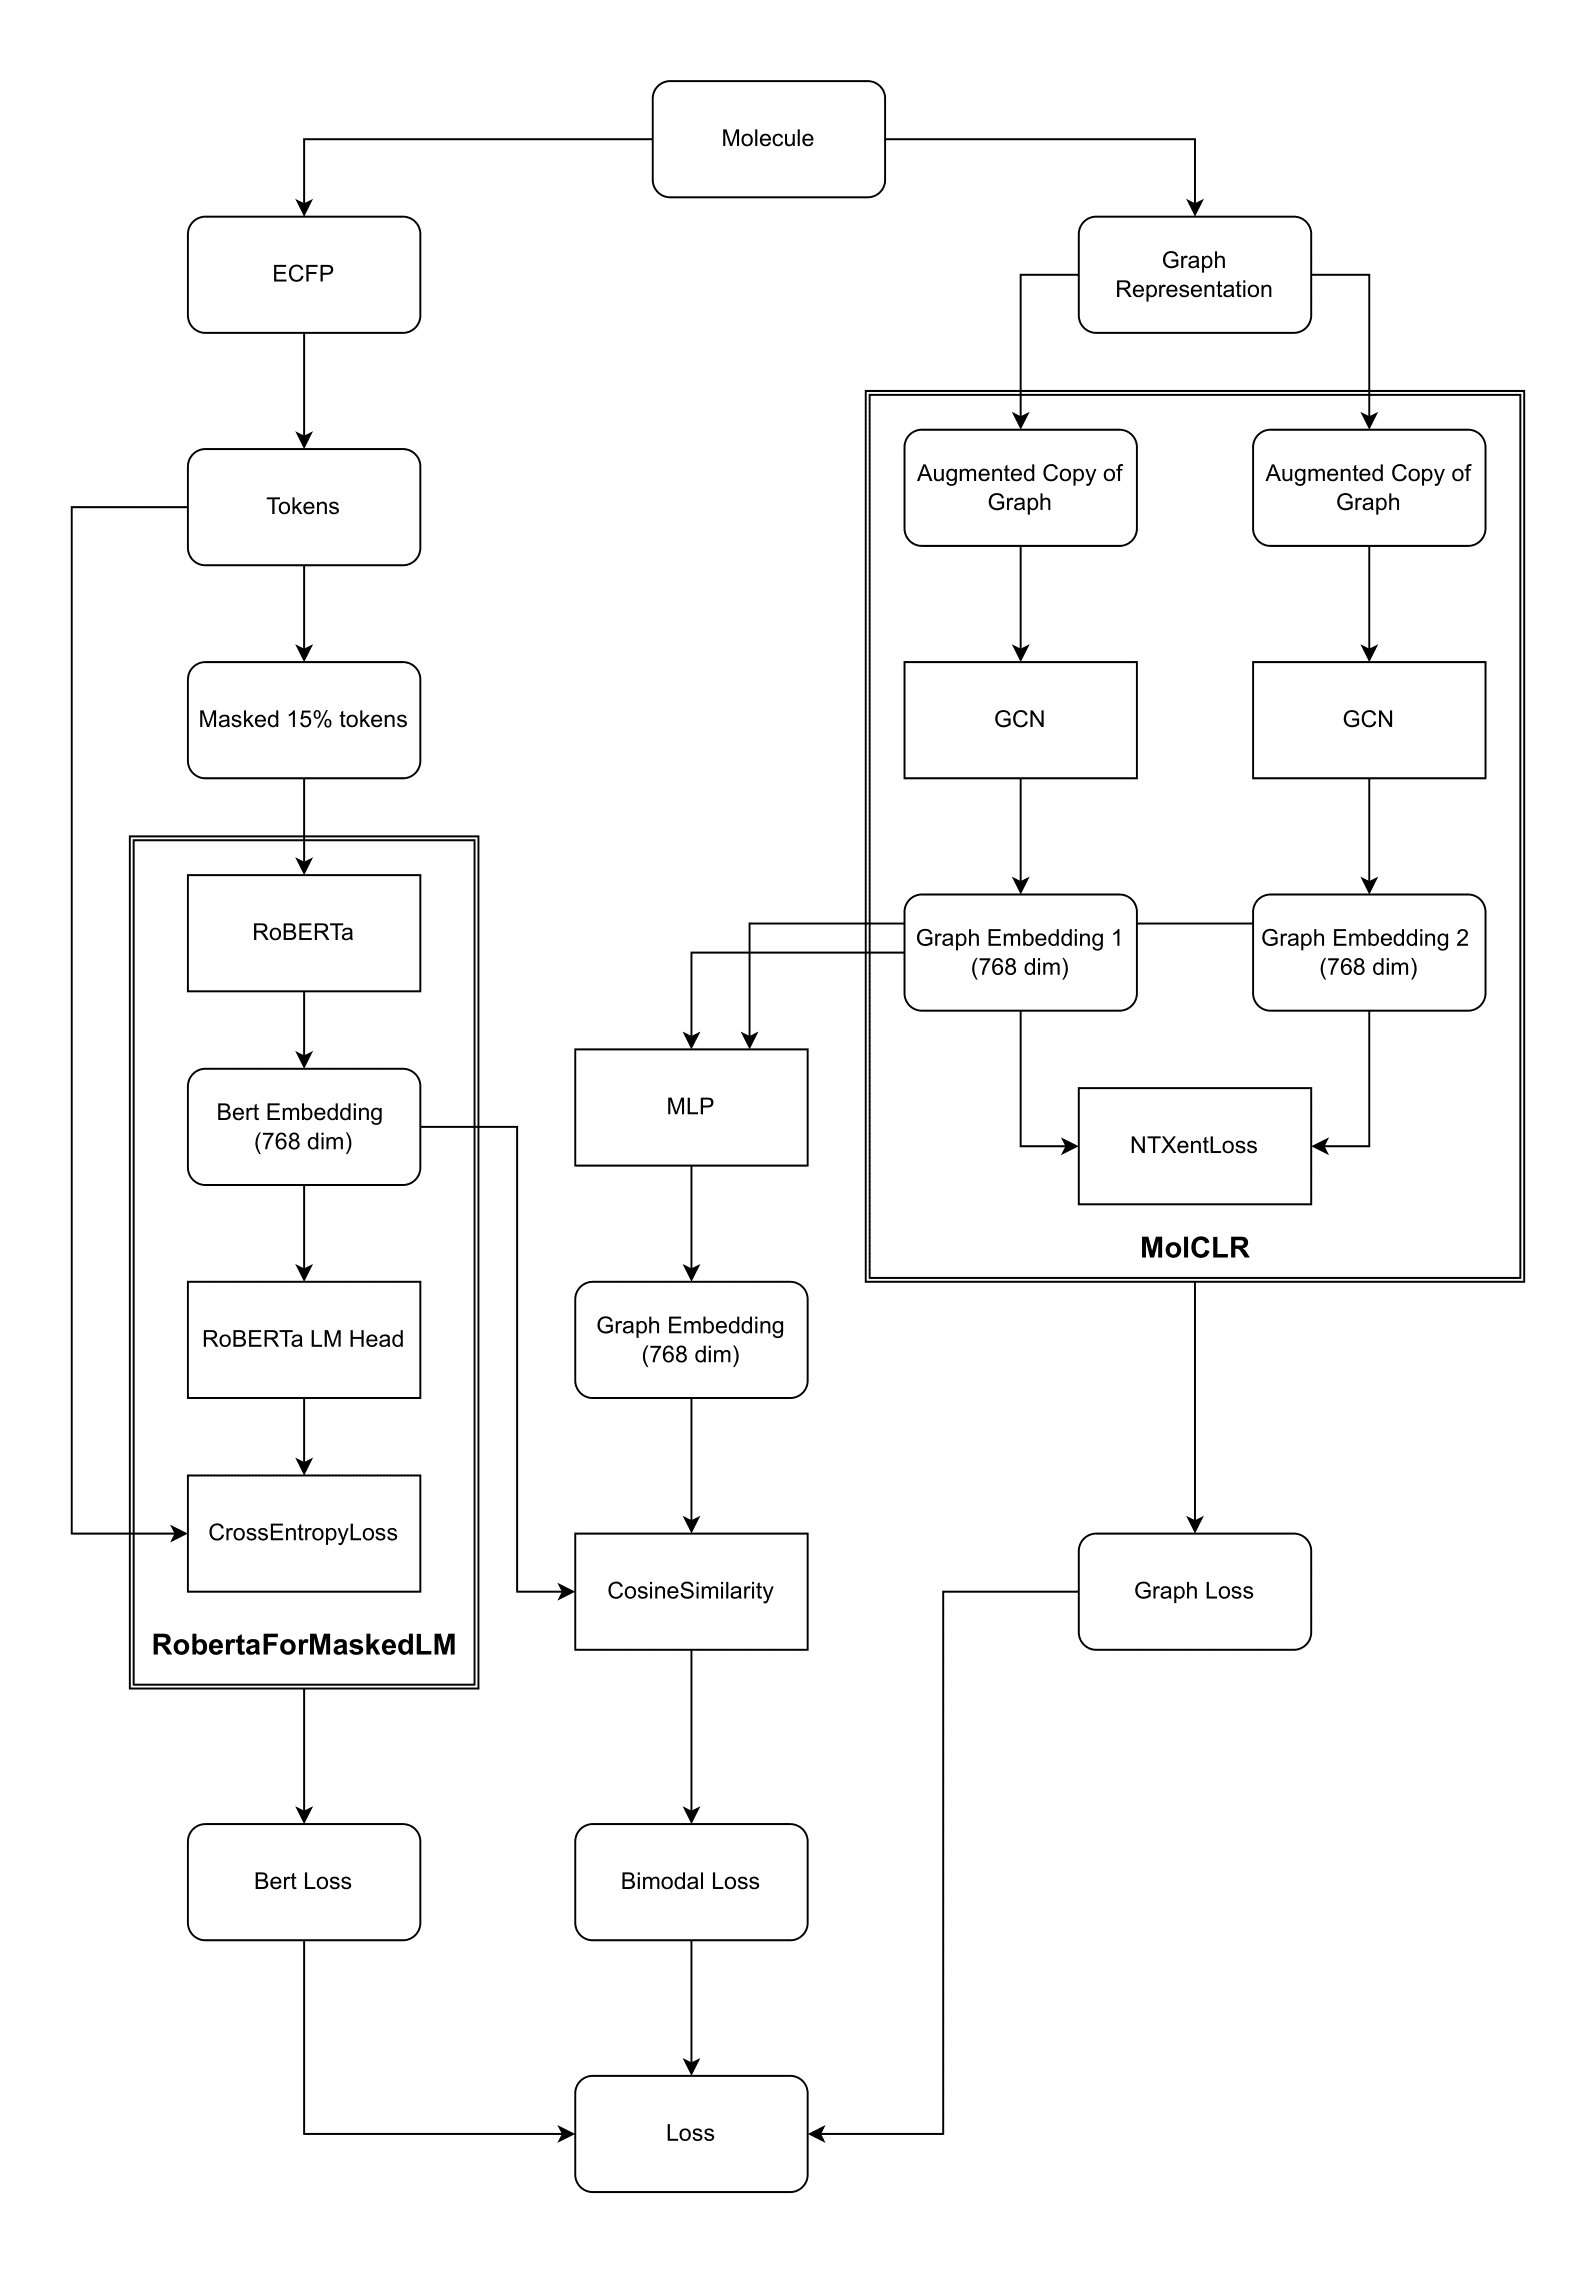 Molecule
ECFP
Graph
Representation
Tokens
Augmented Copy of
Graph
Augmented Copy of
Graph
Masked 15% tokens
GCN
GCN
RoBERTa
Graph Embedding 1
(768 dim)
Graph Embedding 2
(768 dim)
Bert Embedding
(768 dim)
MLP
NTXentLoss
MolCLR
RoBERTa LM Head
Graph Embedding
(768 dim)
CrossEntropyLoss
CosineSimilarity
Graph Loss
RobertaForMaskedLM
Bert Loss
Bimodal Loss
Loss